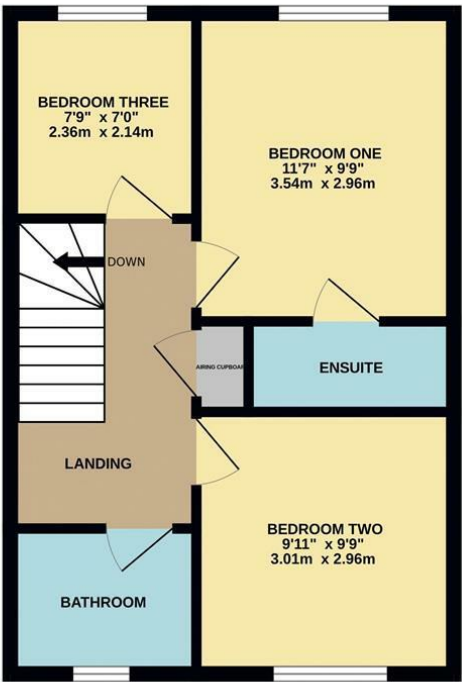 BEDROOM THREE
7'9" x 7'0"
2.36m x 2.14m
BEDROOM ONE
11'7" x 9'9"
3.54m x 2.96m
DOWN
AIRING CUPBOARD
ENSUITE
LANDING
BEDROOM TWO
9'11" x 9'9"
3.01m x 2.96m
BATHROOM